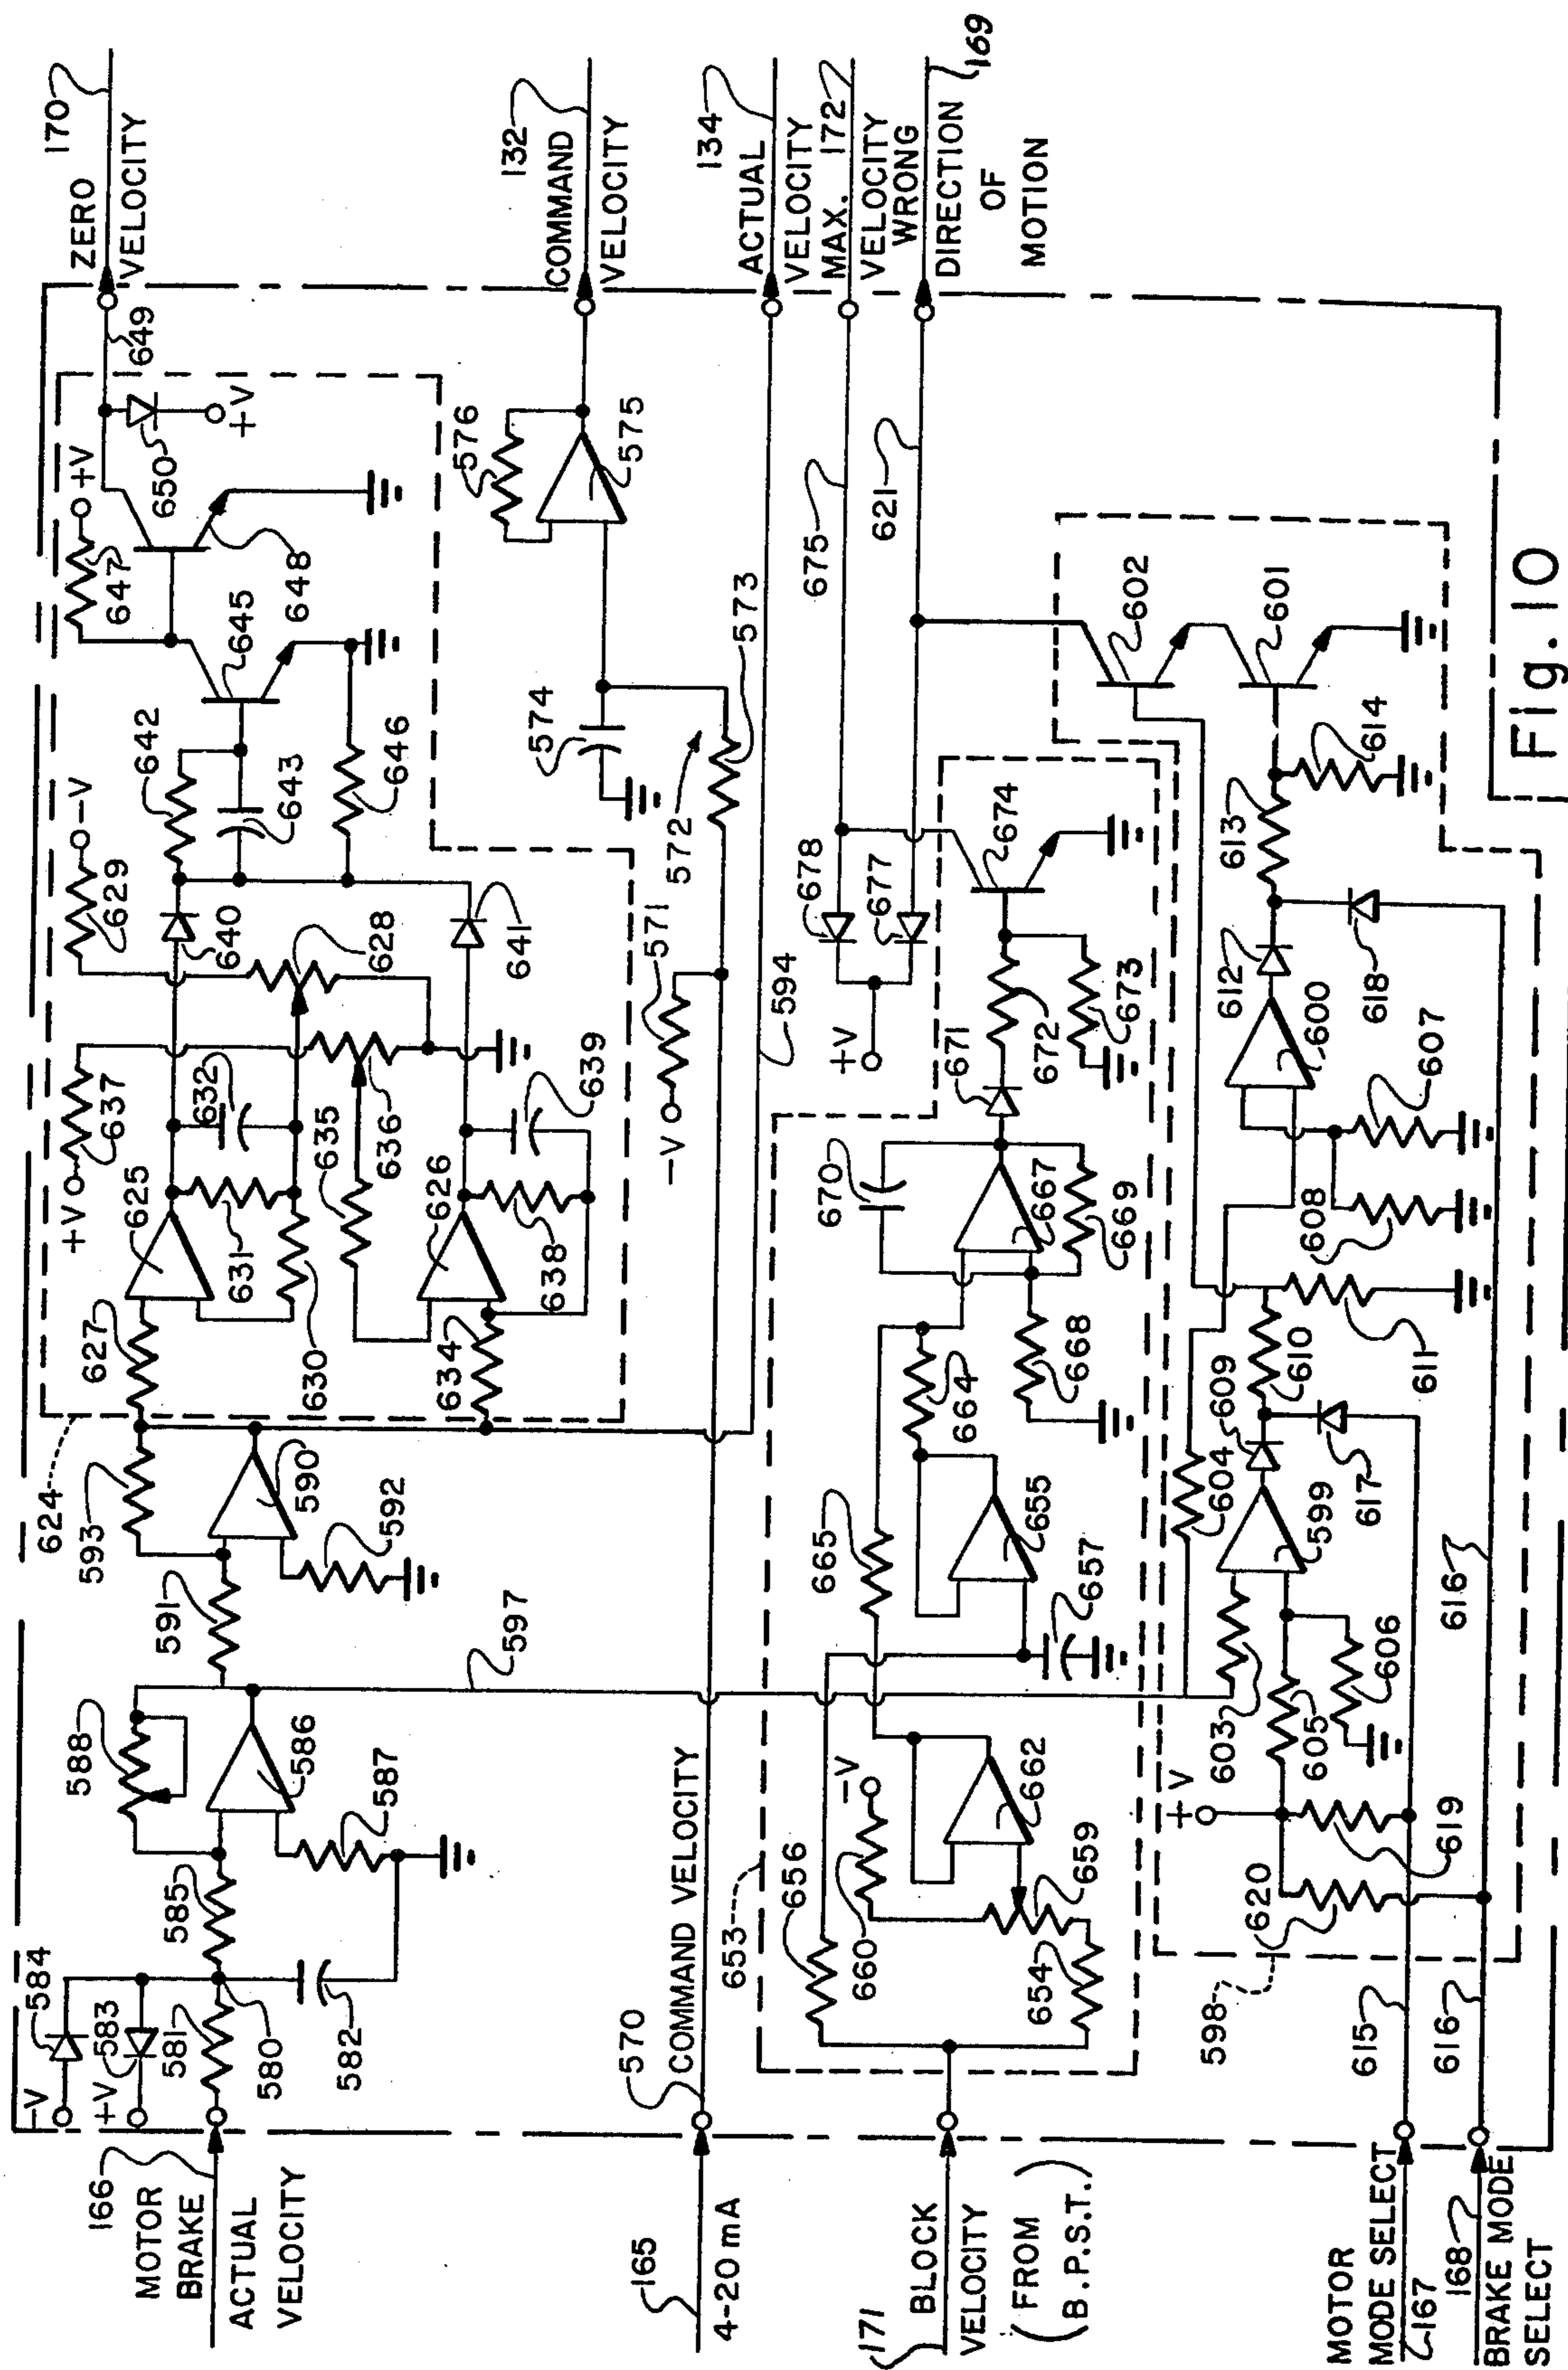 170
ZERO
VELOCITY
649
+V
650
+V
647
648
645
642
643
646
-V
629
640
628
641
+V
637
632
635
636
639
625
631
630
626
638
627
634
624
593
590
592
591
588
586
587
597
585
584
-V
+V
583
581
580
582
166
MOTOR
BRAKE
ACTUAL
VELOCITY
132
COMMAND
VELOCITY
576
575
574
573
572
571
-V
594
570
COMMAND VELOCITY
165
4-20 mA
134
ACTUAL
VELOCITY
MAX. 172
VELOCITY
WRONG
169
DIRECTION
OF
MOTION
675
621
678
677
+V
674
671
672
673
670
667
669
668
664
665
655
657
-V
662
656
660
659
654
653
171
BLOCK
VELOCITY
(FROM
B.P.S.T.)
602
601
614
613
612
618
600
607
608
611
610
609
604
617
599
616
606
605
603
+V
619
620
598
615
616
MOTOR
MODE SELECT
167
168
BRAKE MODE
SELECT
Fig.10